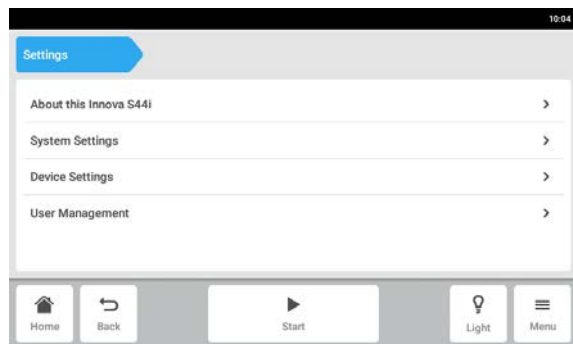 10:04
Settings
About this Innova S44i
System Settings
Device Settings
User Management
Home
Back
Start
Light
Menu